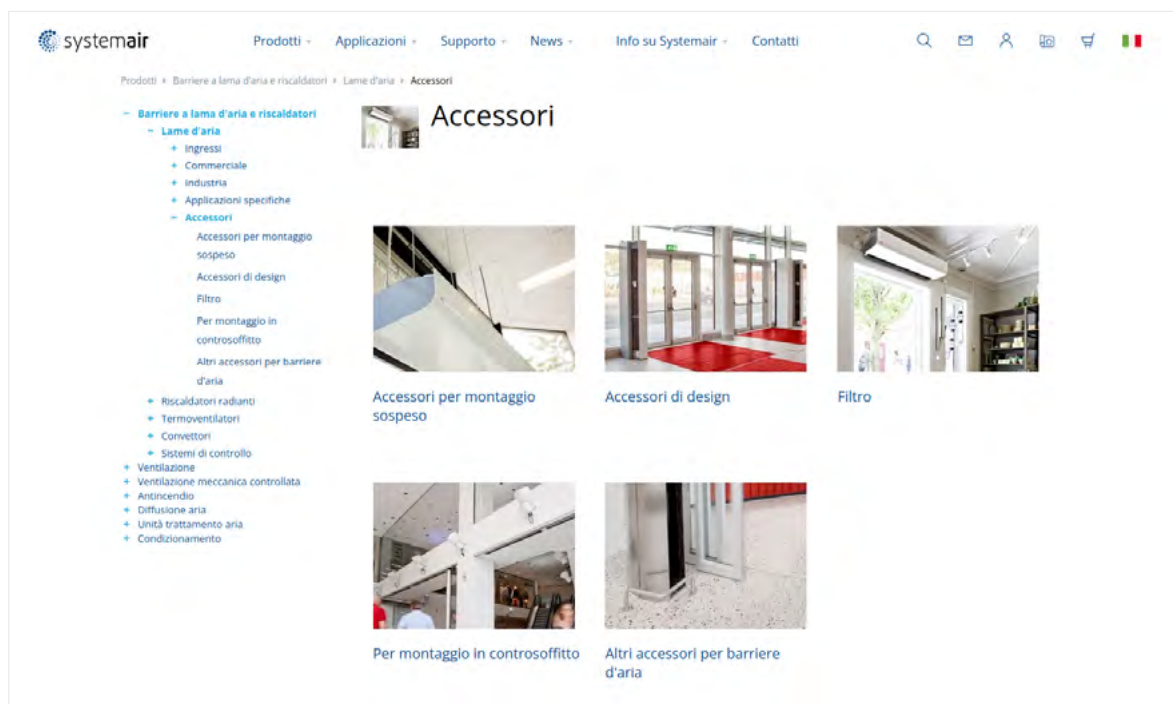 systemair
Prodotti
Applicazioni
Supporto
News
Info su Systemair
Contatti
Prodotti
Barriere a lama d'aria e riscaldatori
Lame d'aria
Accessori
− Barriere a lama d'aria e riscaldatori
− Lame d'aria
+ Ingressi
+ Commerciale
+ Industria
+ Applicazioni specifiche
− Accessori
Accessori per montaggio
sospeso
Accessori di design
Filtro
Per montaggio in
controsoffitto
Altri accessori per barriere
d'aria
+ Riscaldatori radianti
+ Termoventilatori
+ Convettori
+ Sistemi di controllo
+ Ventilazione
+ Ventilazione meccanica controllata
+ Antincendio
+ Diffusione aria
+ Unità trattamento aria
+ Condizionamento
Accessori
Accessori per montaggio
sospeso
Accessori di design
Filtro
Per montaggio in controsoffitto
Altri accessori per barriere
d'aria